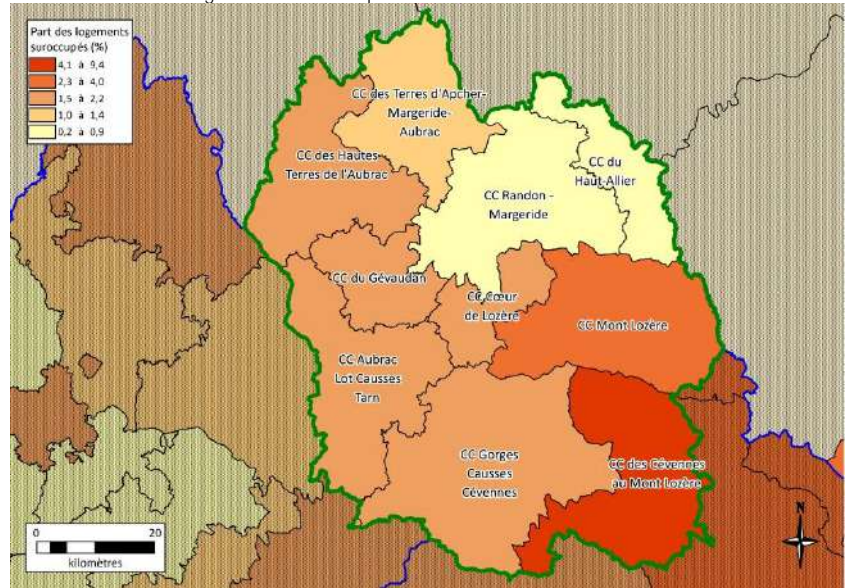 Part des logements
suroccupés (%)
4,1 à 9,4
2,3 à 4,0
1,5 à 2,2
1,0 à 1,4
0,2 à 0,9
CC des Terres d'Apcher-
Margeride-
Aubrac
CC des Hautes
Terres de l'Aubrac
CC du
Haut-Allier
CC Randon -
Margeride
CC du Gévaudan
CC Cœur
de Lozère
CC Mont Lozère
CC Aubrac
Lot Causses
Tarn
CC Gorges
Causses
Cévennes
CC des Cévennes
au Mont Lozère
0 20
kilomètres
N